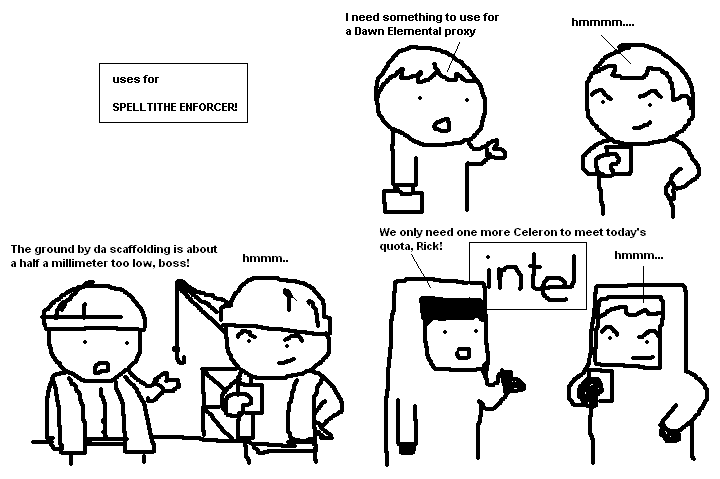 uses for
SPELLTITHE ENFORCER!
I need something to use for
a Dawn Elemental proxy
hmmmm....
The ground by da scaffolding is about
a half a millimeter too low, boss!
hmmm..
We only need one more Celeron to meet today's
quota, Rick!
intel
hmmm...